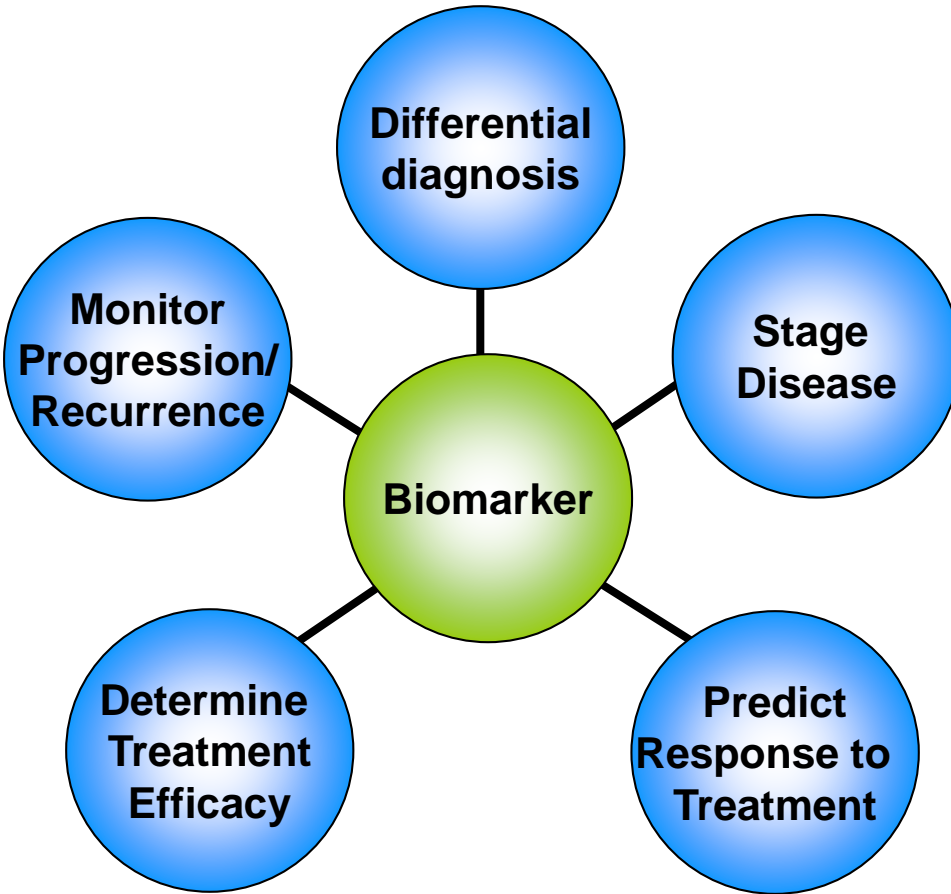 Differential
diagnosis
Monitor
Progression/
Recurrence
Stage
Disease
Biomarker
Determine
Treatment
Efficacy
Predict
Response to
Treatment